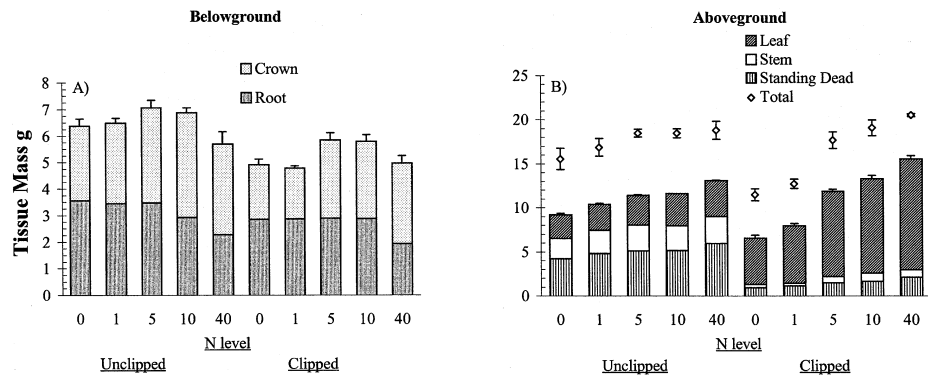 Belowground
A)
Crown
Root
Tissue Mass g
8
7
6
5
4
3
2
1
0
0 1 5 10 40 0 1 5 10 40
N level
Unclipped Clipped
Aboveground
Leaf
Stem
Standing Dead
Total
B)
25
20
15
10
5
0
0 1 5 10 40 0 1 5 10 40
N level
Unclipped Clipped